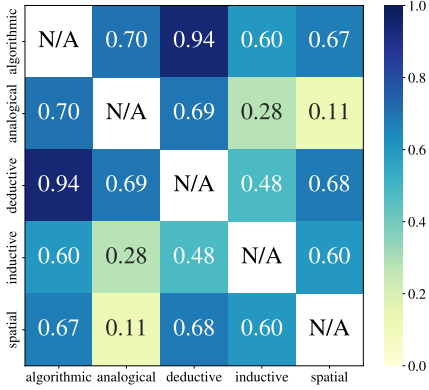 algorithmic N/A 0.70 0.94 0.60 0.67
analogical 0.70 N/A 0.69 0.28 0.11
deductive 0.94 0.69 N/A 0.48 0.68
inductive 0.60 0.28 0.48 N/A 0.60
spatial 0.67 0.11 0.68 0.60 N/A
algorithmic analogical deductive inductive spatial
1.0
0.8
0.6
0.4
0.2
0.0